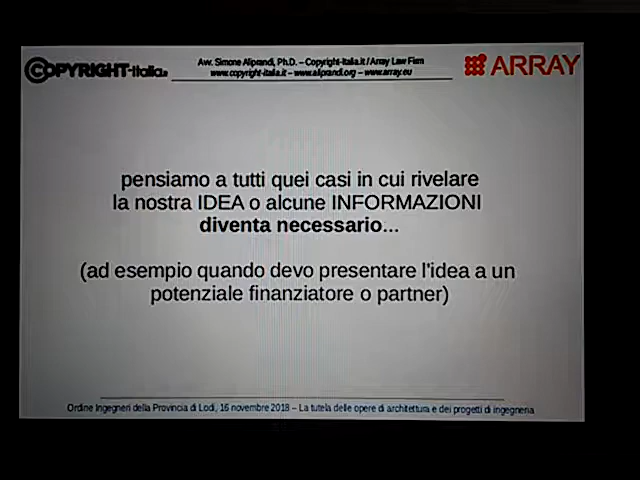 COPYRIGHT-Italia.it
Avv. Simone Aliprandi, Ph.D. – Copyright-Italia.it / Array Law Firm
www.copyright-italia.it – www.aliprandi.org – www.array.eu
ARRAY
pensiamo a tutti quei casi in cui rivelare
la nostra IDEA o alcune INFORMAZIONI
diventa necessario...
(ad esempio quando devo presentare l'idea a un
potenziale finanziatore o partner)
Ordine Ingegneri della Provincia di Lodi, 16 novembre 2018 – La tutela delle opere di architettura e dei progetti di ingegneria